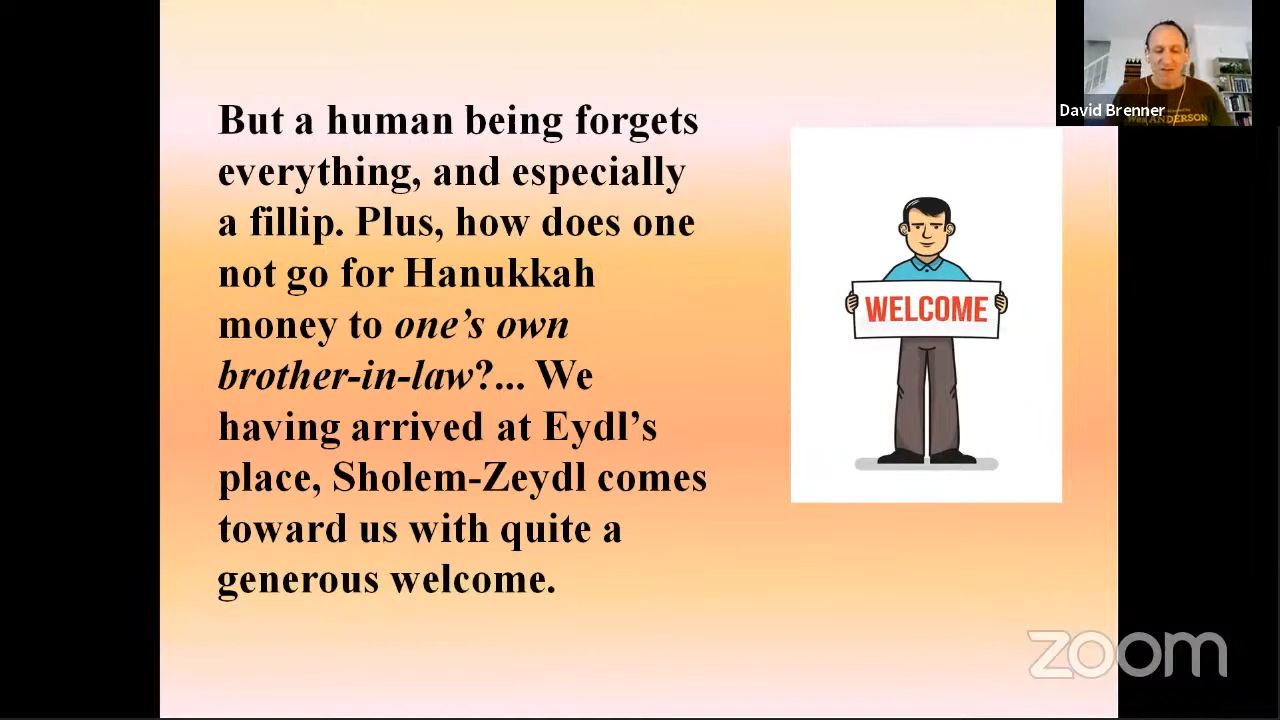 But a human being forgets
everything, and especially
a fillip. Plus, how does one
not go for Hanukkah
money to one’s own
brother-in-law?... We
having arrived at Eydl’s
place, Sholem-Zeydl comes
toward us with quite a
generous welcome.
WELCOME
David Brenner
ANDERSON
zoom